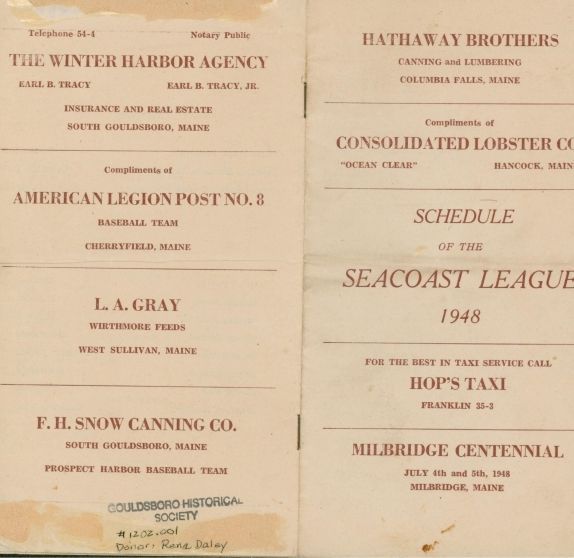 Telephone 54-4 Notary Public
THE WINTER HARBOR AGENCY
EARL B. TRACY EARL B. TRACY, JR.
INSURANCE AND REAL ESTATE
SOUTH GOULDSBORO, MAINE
Compliments of
AMERICAN LEGION POST NO. 8
BASEBALL TEAM
CHERRYFIELD, MAINE
L. A. GRAY
WIRTHMORE FEEDS
WEST SULLIVAN, MAINE
F. H. SNOW CANNING CO.
SOUTH GOULDSBORO, MAINE
PROSPECT HARBOR BASEBALL TEAM
GOULDSBORO HISTORICAL
SOCIETY
#1202.001
Donor: Rena Daley
HATHAWAY BROTHERS
CANNING and LUMBERING
COLUMBIA FALLS, MAINE
Compliments of
CONSOLIDATED LOBSTER CO
"OCEAN CLEAR" HANCOCK, MAIN
SCHEDULE
OF THE
SEACOAST LEAGUE
1948
FOR THE BEST IN TAXI SERVICE CALL
HOP'S TAXI
FRANKLIN 35-3
MILBRIDGE CENTENNIAL
JULY 4th and 5th, 1948
MILBRIDGE, MAINE